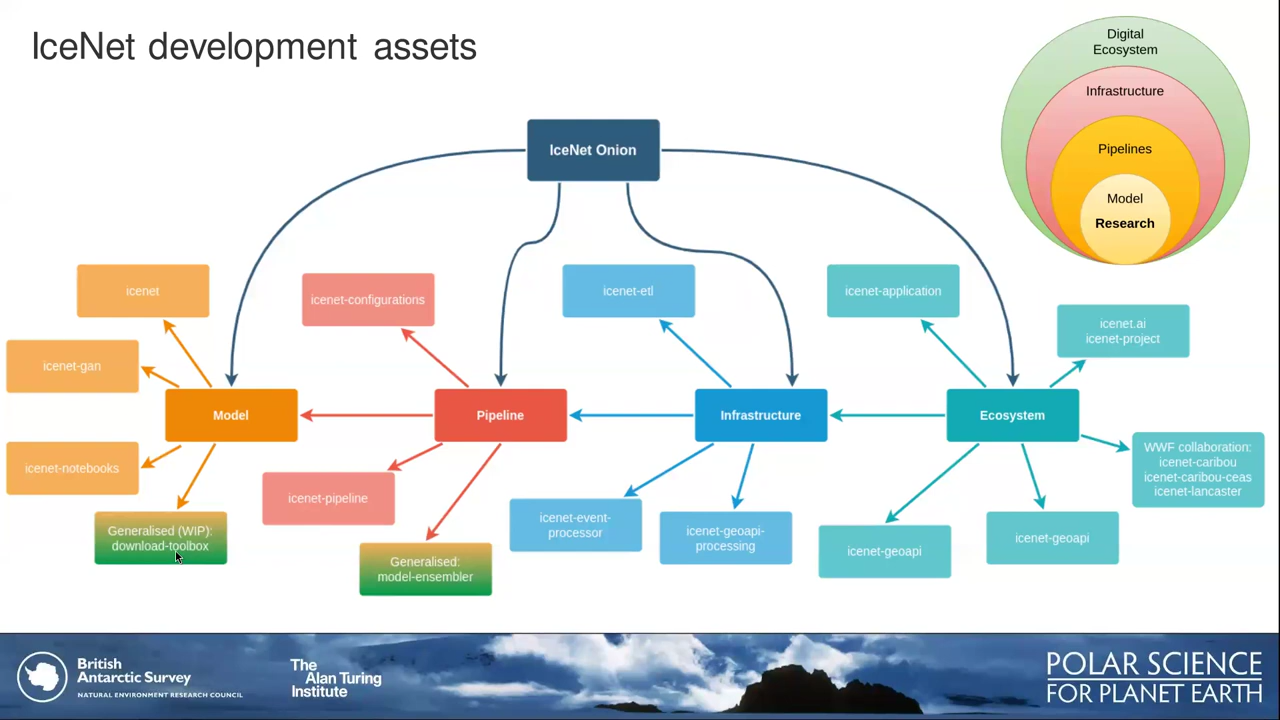 IceNet development assets
Digital
Ecosystem
Infrastructure
Pipelines
Model
Research
IceNet Onion
icenet
icenet-configurations
icenet-etl
icenet-application
icenet.ai
icenet-project
icenet-gan
Model
Pipeline
Infrastructure
Ecosystem
icenet-notebooks
icenet-pipeline
WWF collaboration:
icenet-caribou
icenet-caribou-ceas
icenet-lancaster
Generalised (WIP):
download-toolbox
Generalised:
model-ensembler
icenet-event-
processor
icenet-geoapi-
processing
icenet-geoapi
icenet-geoapi
British
Antarctic Survey
NATURAL ENVIRONMENT RESEARCH COUNCIL
The
Alan Turing
Institute
POLAR SCIENCE
FOR PLANET EARTH